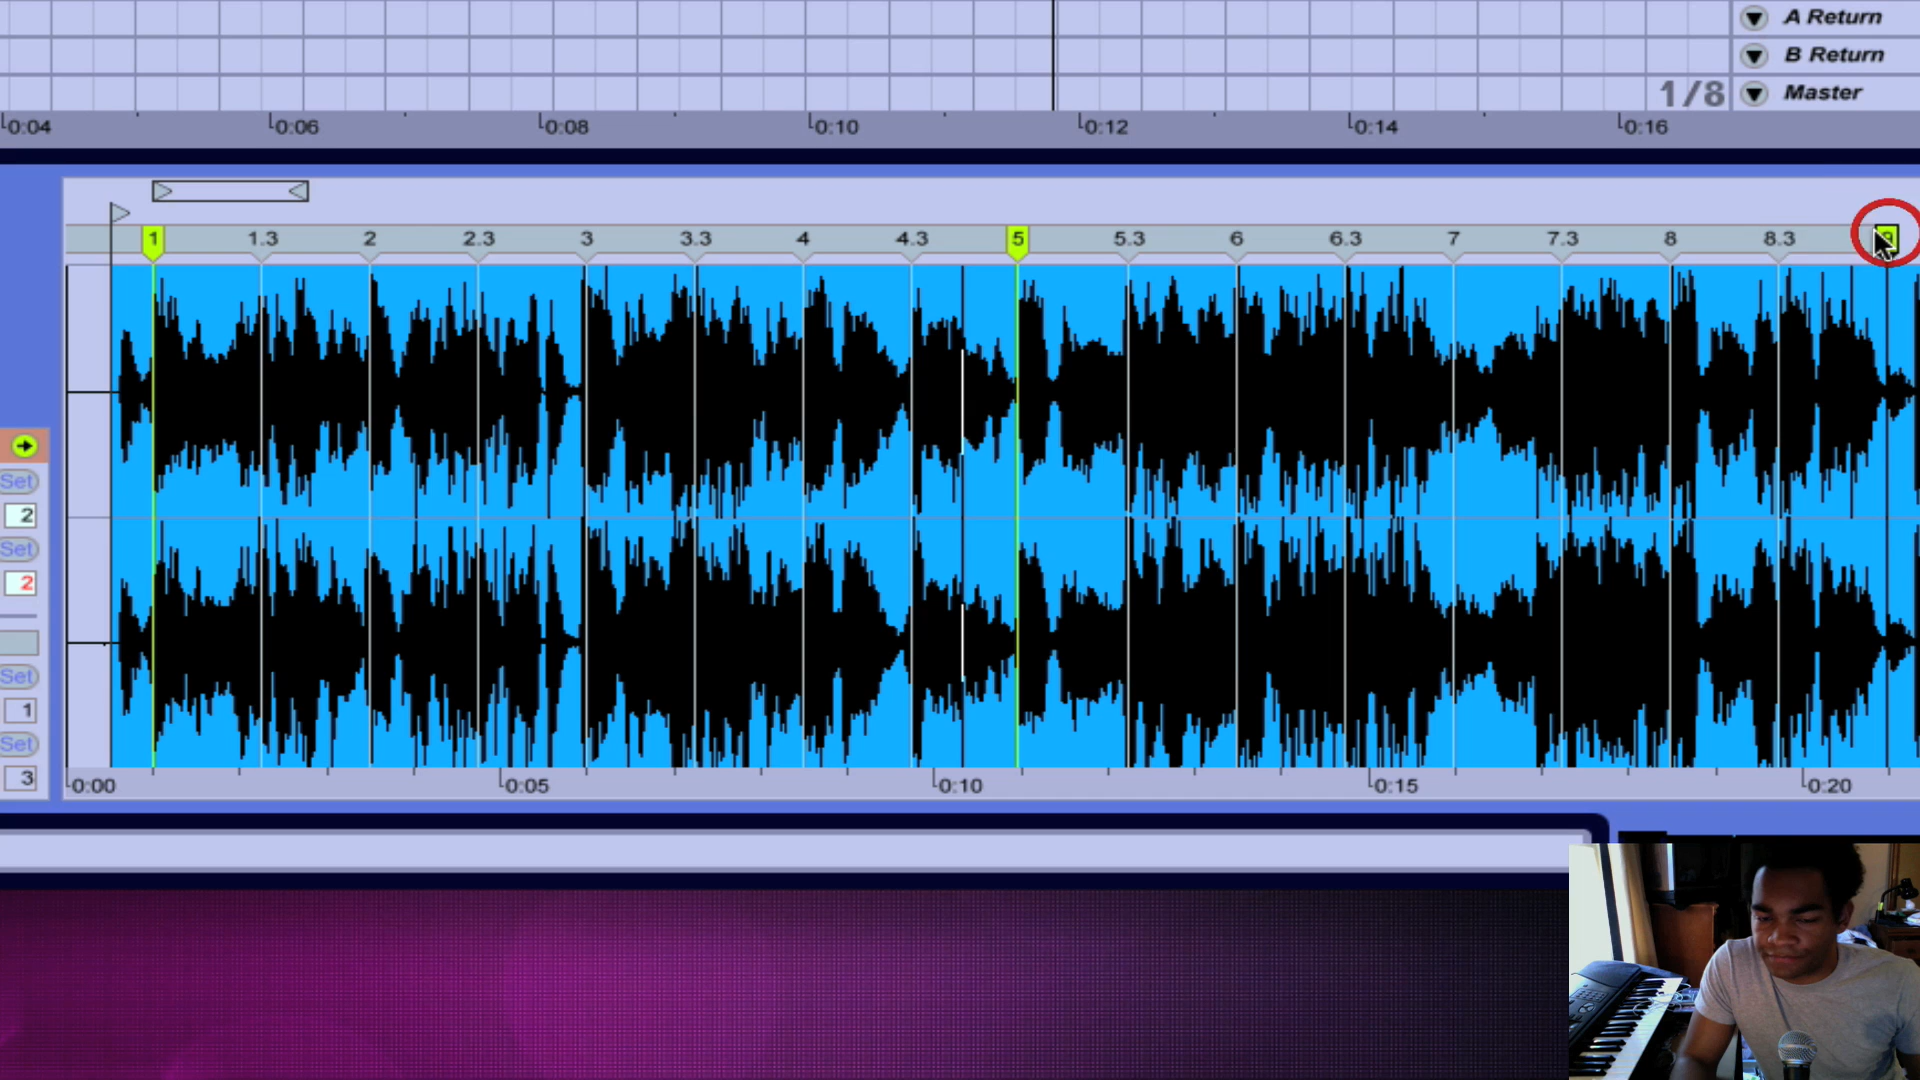 A Return
B Return
1/8 Master
0:04 0:06 0:08 0:10 0:12 0:14 0:16
1 1.3 2 2.3 3 3.3 4 4.3 5 5.3 6 6.3 7 7.3 8 8.3
Set
2
Set
2
Set
1
Set
3
0:00 0:05 0:10 0:15 0:20